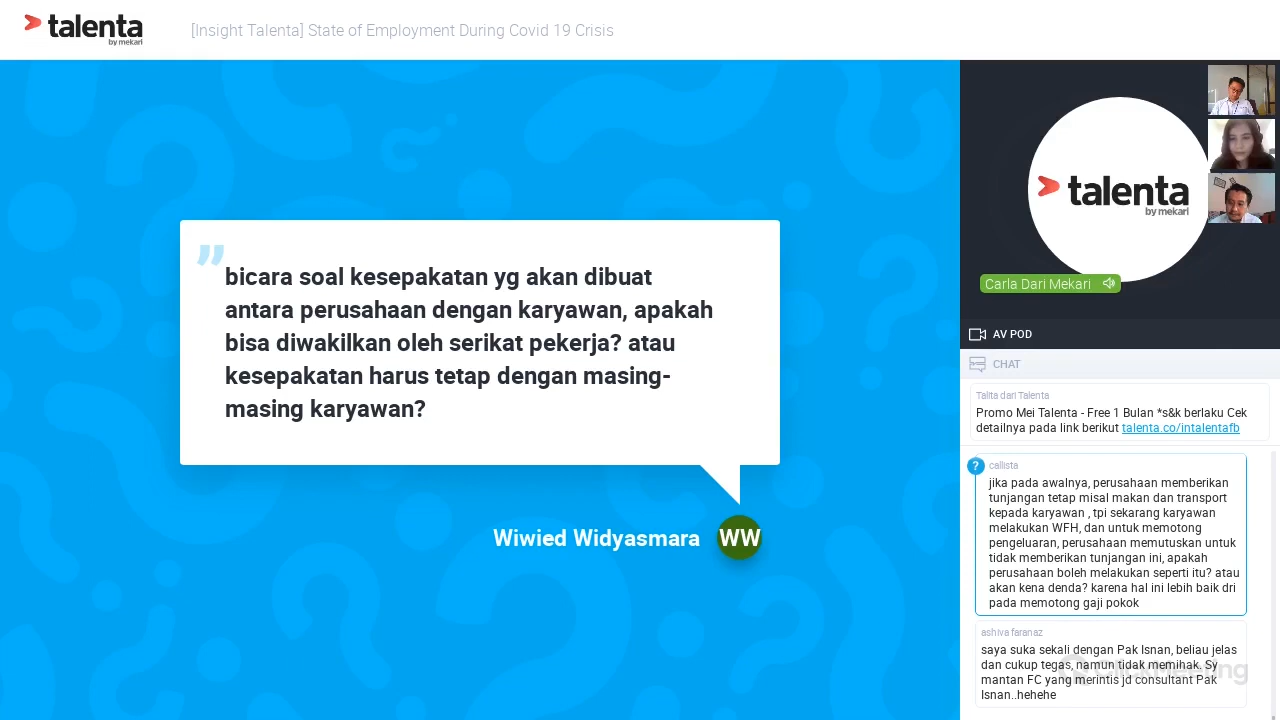 talenta
by mekari
[Insight Talenta] State of Employment During Covid 19 Crisis
bicara soal kesepakatan yg akan dibuat
antara perusahaan dengan karyawan, apakah
bisa diwakilkan oleh serikat pekerja? atau
kesepakatan harus tetap dengan masing-
masing karyawan?
Wiwied Widyasmara
WW
talenta
by mekari
Carla Dari Mekari
AV POD
CHAT
Talita dari Talenta
Promo Mei Talenta - Free 1 Bulan *s&k berlaku Cek
detailnya pada link berikut talenta.co/intalentafb
?
callista
jika pada awalnya, perusahaan memberikan
tunjangan tetap misal makan dan transport
kepada karyawan , tpi sekarang karyawan
melakukan WFH, dan untuk memotong
pengeluaran, perusahaan memutuskan untuk
tidak memberikan tunjangan ini, apakah
perusahaan boleh melakukan seperti itu? atau
akan kena denda? karena hal ini lebih baik dri
pada memotong gaji pokok
ashiva faranaz
saya suka sekali dengan Pak Isnan, beliau jelas
dan cukup tegas, namun tidak memihak. Sy
mantan FC yang merintis jd consultant Pak
Isnan..hehehe
ClickMeeting